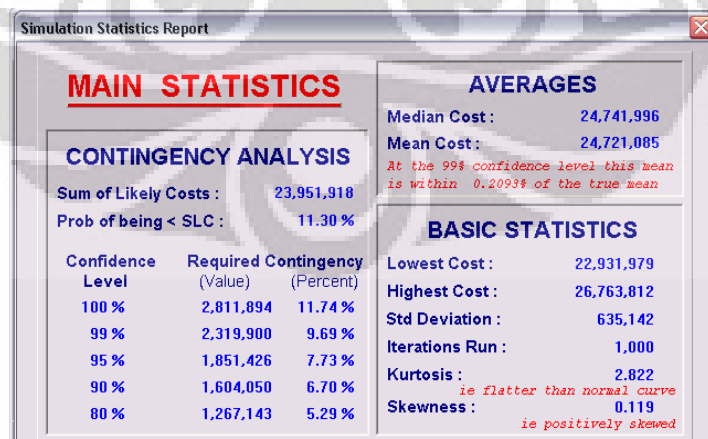 Simulation Statistics Report
MAIN STATISTICS
CONTINGENCY ANALYSIS
Sum of Likely Costs : 23,951,918
Prob of being < SLC : 11.30 %
Confidence Required Contingency
Level (Value) (Percent)
100 % 2,811,894 11.74 %
99 % 2,319,900 9.69 %
95 % 1,851,426 7.73 %
90 % 1,604,050 6.70 %
80 % 1,267,143 5.29 %
AVERAGES
Median Cost : 24,741,996
Mean Cost : 24,721,085
At the 99% confidence level this mean
is within 0.2093% of the true mean
BASIC STATISTICS
Lowest Cost : 22,931,979
Highest Cost : 26,763,812
Std Deviation : 635,142
Iterations Run : 1,000
Kurtosis : 2.822
ie flatter than normal curve
Skewness : 0.119
ie positively skewed